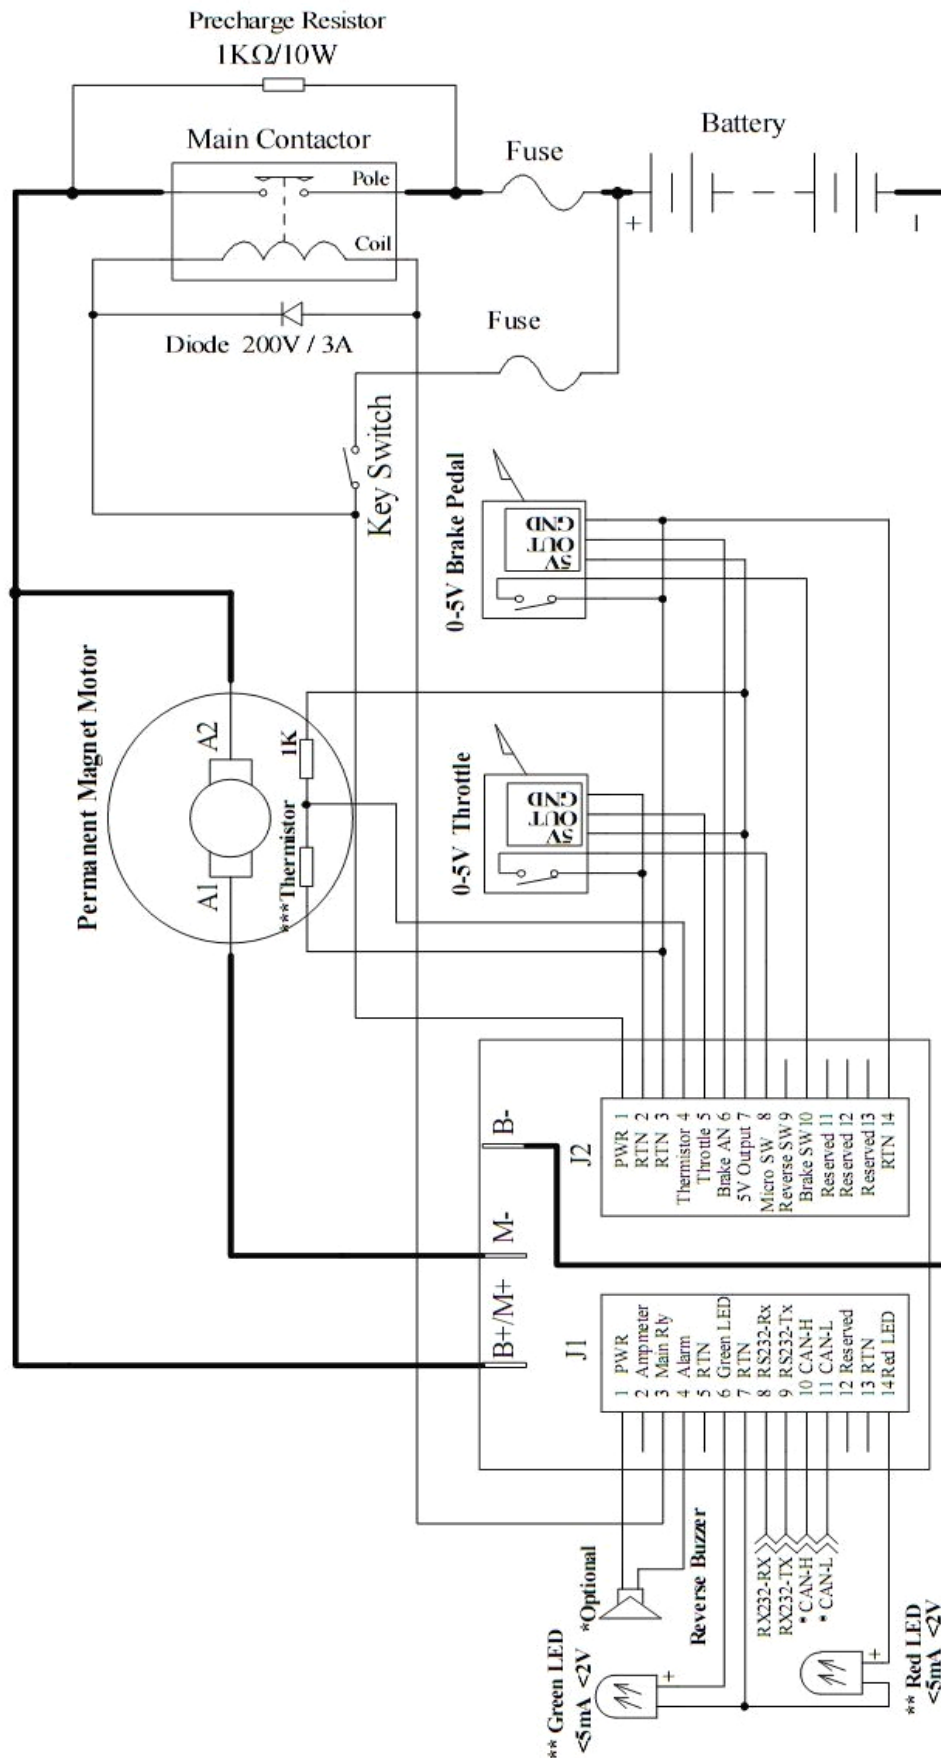 Precharge Resistor
1KΩ/10W
Main Contactor
Pole
Coil
Fuse
Battery
+
−
Diode 200V / 3A
Fuse
Key Switch
0-5V Brake Pedal
GND
OUT
5V
Permanent Magnet Motor
A2
A1
1K
***Thermistor
0-5V Throttle
GND
OUT
5V
B-
M-
B+/M+
J2
PWR 1
RTN 2
RTN 3
Thermistor 4
Throttle 5
Brake AN 6
5V Output 7
Micro SW 8
Reverse SW 9
Brake SW10
Reserved 11
Reserved 12
Reserved13
RTN 14
J1
1 PWR
2 Ampmeter
3 Main Rly
4 Alarm
5 RTN
6 Green LED
7 RTN
8 RS232-Rx
9 RS232-Tx
10 CAN-H
11 CAN-L
12 Reserved
13 RTN
14Red LED
*Optional
Reverse Buzzer
RX232-RX
RX232-TX
* CAN-H
* CAN-L
** Green LED
<5mA <2V
+
** Red LED
<5mA <2V
+